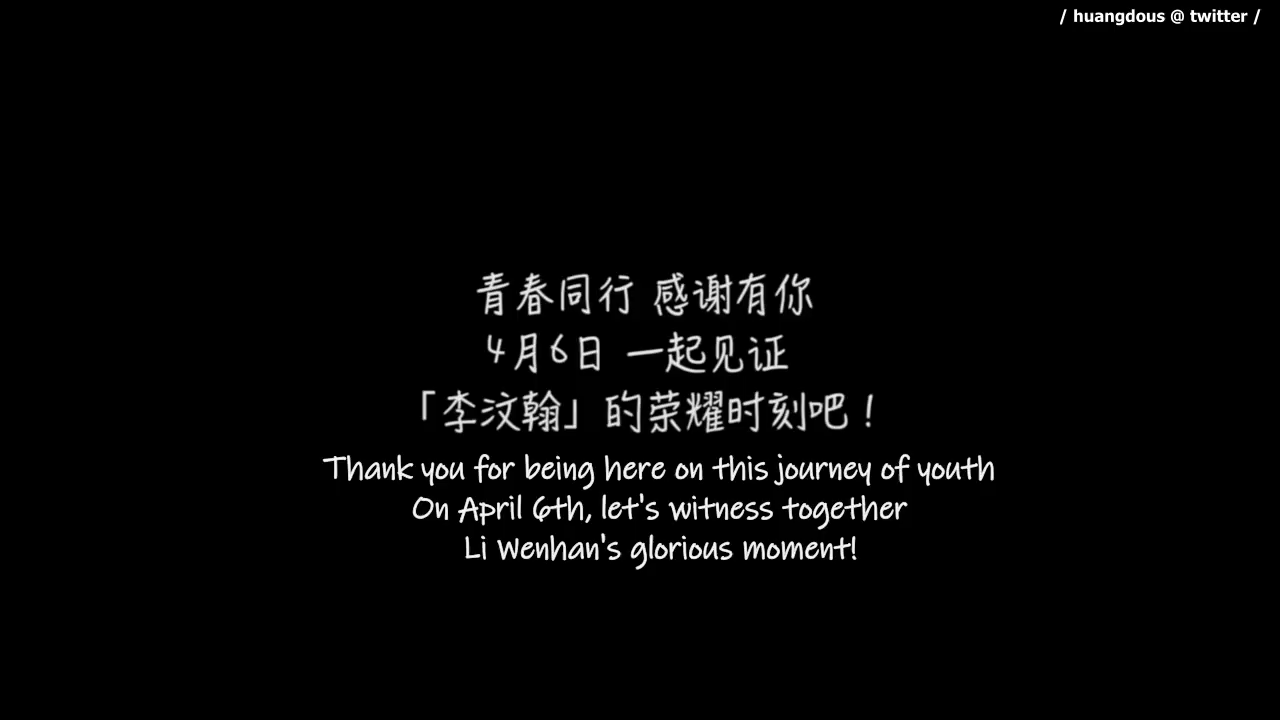 / huangdous @ twitter /
青春同行 感谢有你
4月6日 一起见证
「李汶翰」的荣耀时刻吧！
Thank you for being here on this journey of youth
On April 6th, let's witness together
Li Wenhan's glorious moment!